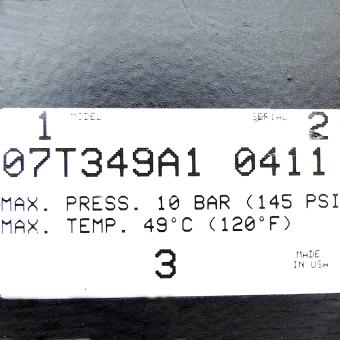 1 MODEL SERIAL 2
07T349A1 0411
MAX. PRESS. 10 BAR (145 PSI
MAX. TEMP. 49°C (120°F)
3 MADE
IN USA